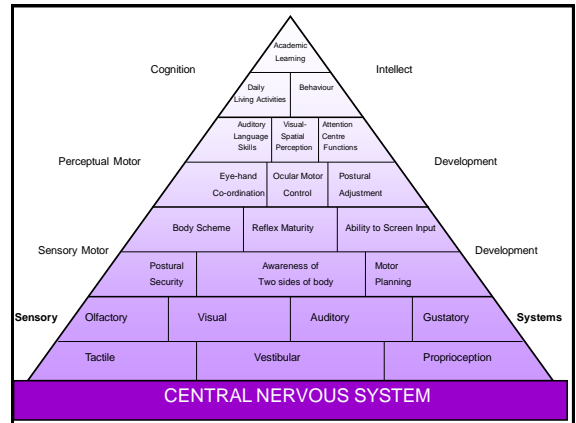 Academic
Learning
Cognition
Intellect
Daily
Living Activities
Behaviour
Auditory
Language
Skills
Visual-
Spatial
Perception
Attention
Centre
Functions
Perceptual Motor
Development
Eye-hand
Co-ordination
Ocular Motor
Control
Postural
Adjustment
Body Scheme
Reflex Maturity
Ability to Screen Input
Sensory Motor
Development
Postural
Security
Awareness of
Two sides of body
Motor
Planning
Sensory
Olfactory
Visual
Auditory
Gustatory
Systems
Tactile
Vestibular
Proprioception
CENTRAL NERVOUS SYSTEM